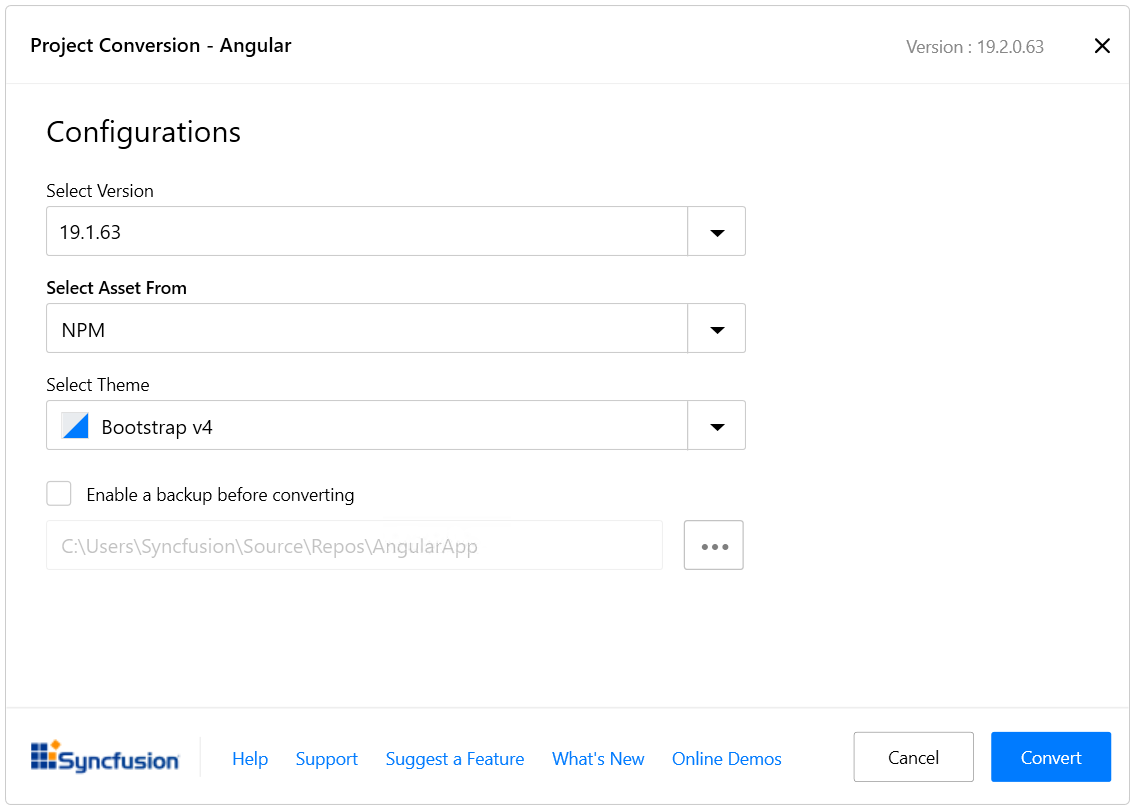 Project Conversion - Angular Version : 19.2.0.63
Configurations
Select Version
19.1.63
Select Asset From
NPM
Select Theme
Bootstrap v4
Enable a backup before converting
C:\Users\Syncfusion\Source\Repos\AngularApp
Syncfusion Help Support Suggest a Feature What's New Online Demos Cancel Convert